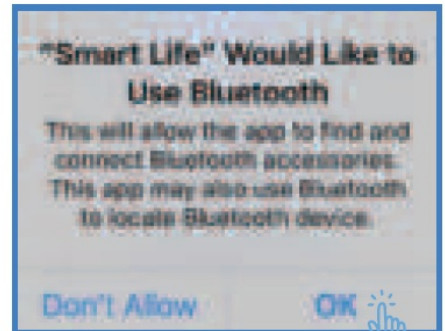 "Smart Life" Would Like to
Use Bluetooth
This will allow the app to find and
connect Bluetooth accessories.
This app may also use Bluetooth
to locate Bluetooth device.
Don't Allow OK